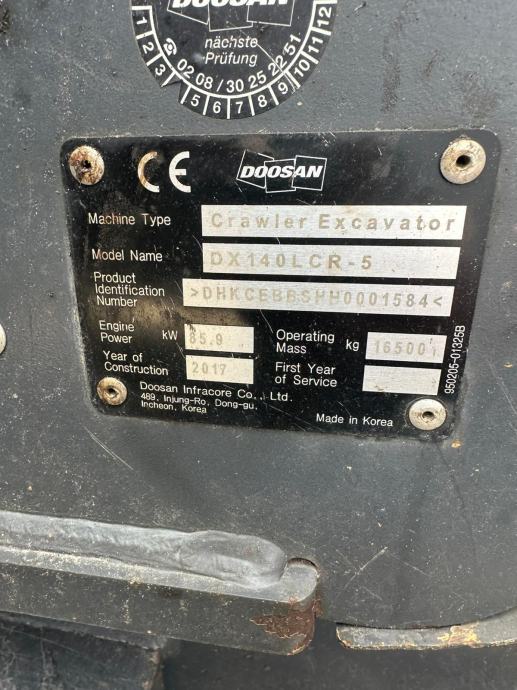 DOOSAN
nächste
Prüfung
02 08 / 30 25 22 51
1 2 3 4 5 6 7 8 9 10 11 12
CE
DOOSAN
Machine Type Crawler Excavator
Model Name DX140LCR-5
Product
Identification
Number >DHKCEBBSHH0001584<
Engine
Power kW 85.9
Operating
Mass kg 16500
Year of
Construction 2017
First Year
of Service
Doosan Infracore Co., Ltd.
489, Injung-Ro, Dong-gu,
Incheon, Korea
Made in Korea
950205-01325B